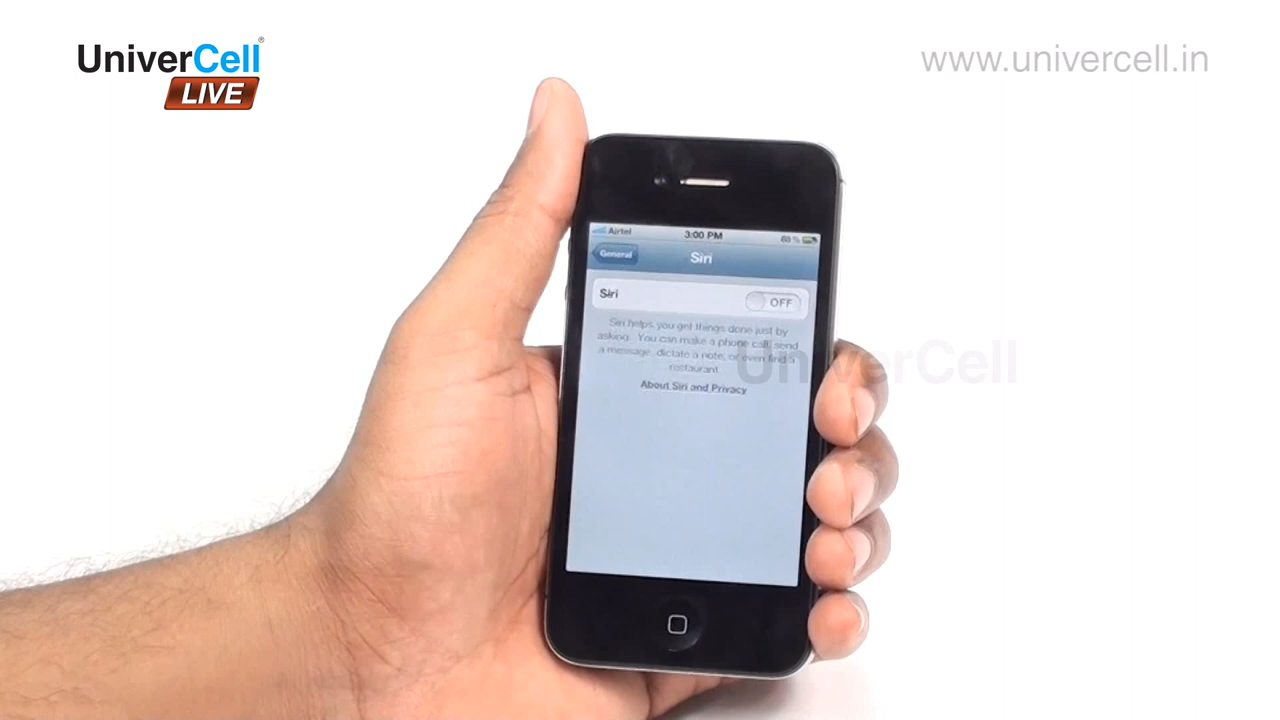 UniverCell®
LIVE
www.univercell.in
Airtel
3:00 PM
68 %
General
Siri
Siri
OFF
Siri helps you get things done just by
asking. You can make a phone call, send
a message, dictate a note, or even find a
restaurant.
About Siri and Privacy
UniverCell